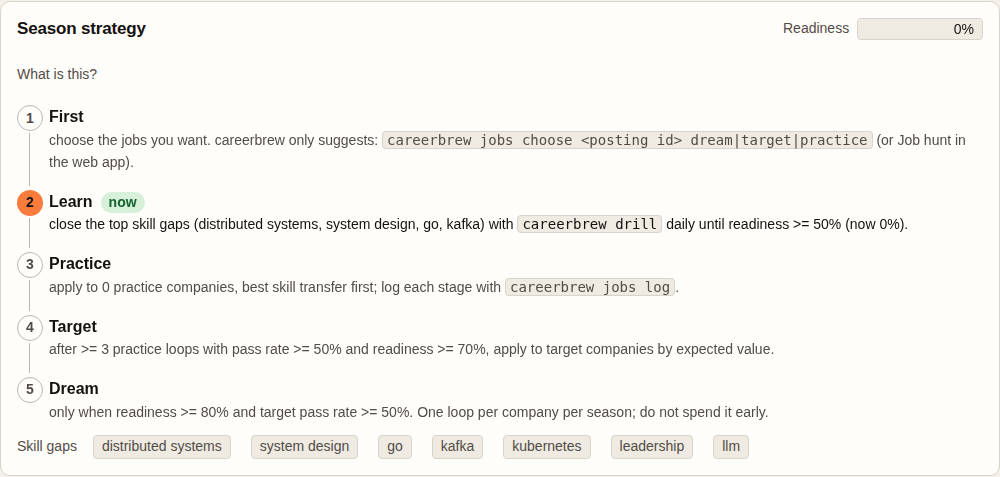 Season strategy
Readiness 0%
What is this?
1 First
choose the jobs you want. careerbrew only suggests: careerbrew jobs choose <posting id> dream|target|practice (or Job hunt in
the web app).
2 Learn now
close the top skill gaps (distributed systems, system design, go, kafka) with careerbrew drill daily until readiness >= 50% (now 0%).
3 Practice
apply to 0 practice companies, best skill transfer first; log each stage with careerbrew jobs log.
4 Target
after >= 3 practice loops with pass rate >= 50% and readiness >= 70%, apply to target companies by expected value.
5 Dream
only when readiness >= 80% and target pass rate >= 50%. One loop per company per season; do not spend it early.
Skill gaps distributed systems system design go kafka kubernetes leadership llm